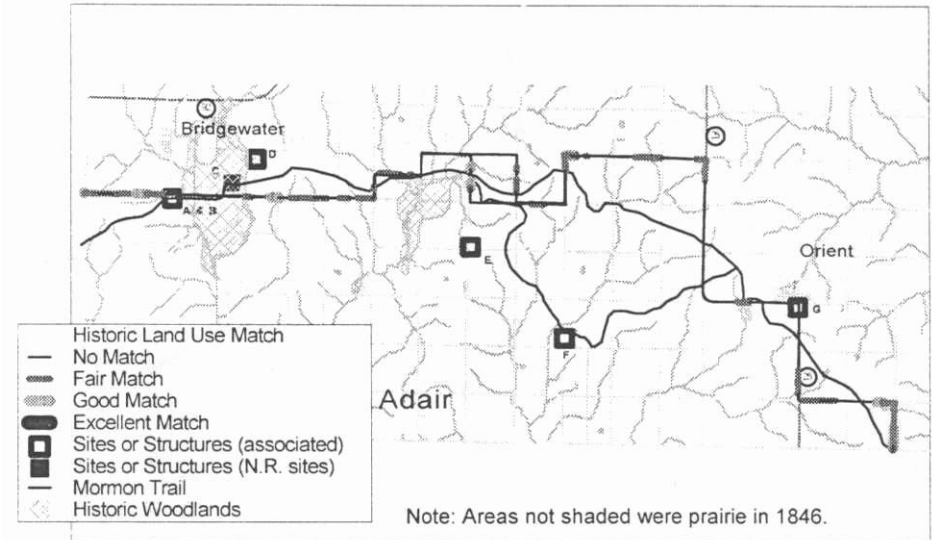 Bridgewater
D
C
A & B
E
Orient
G
F
Adair
Historic Land Use Match
No Match
Fair Match
Good Match
Excellent Match
Sites or Structures (associated)
Sites or Structures (N.R. sites)
Mormon Trail
Historic Woodlands
Note: Areas not shaded were prairie in 1846.